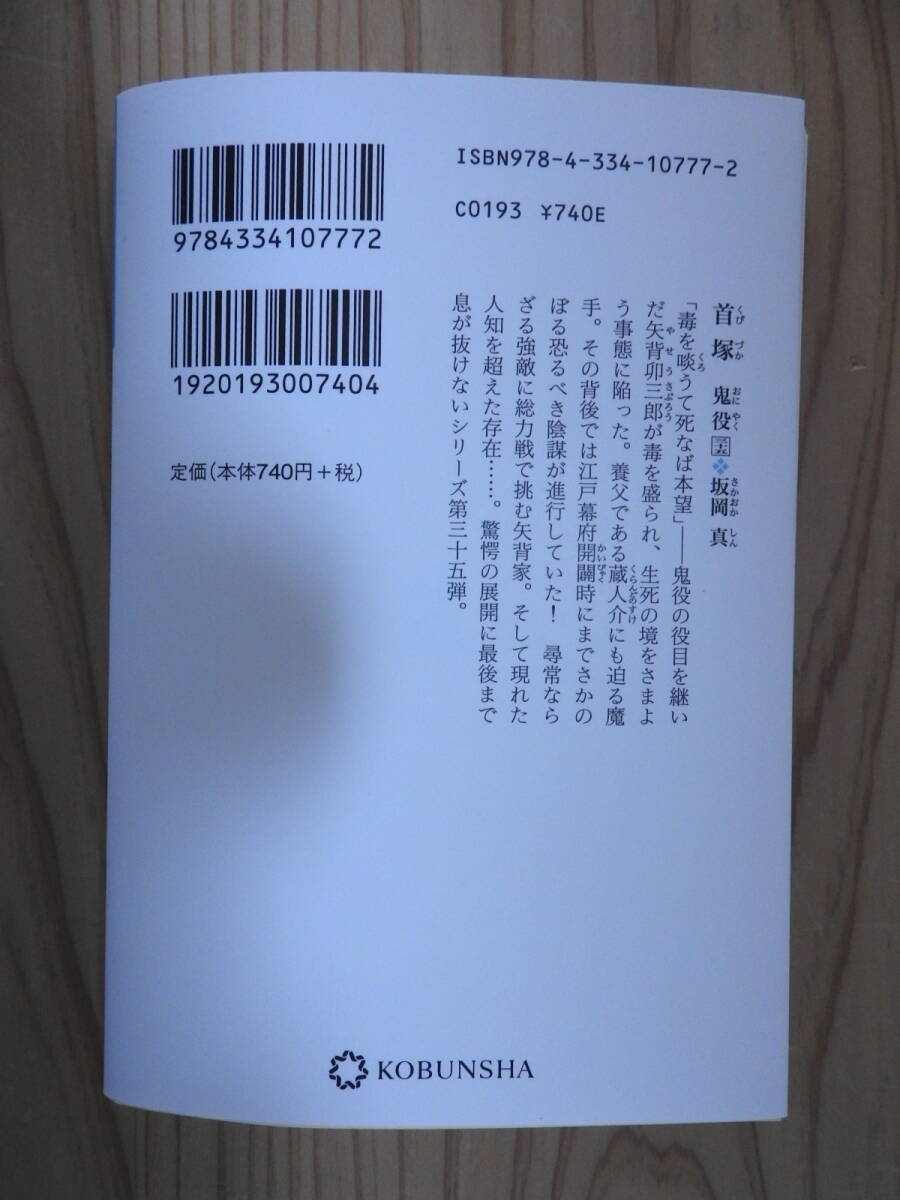 9784334107772
ISBN978-4-334-10777-2
C0193 ¥740E
1920193007404
定価(本体740円+税)
首塚 鬼役 三十五 坂岡 真
「毒を啖うて死なば本望」――鬼役の役目を継い
だ矢背卯三郎が毒を盛られ、生死の境をさまよ
う事態に陥った。養父である蔵人介にも迫る魔
手。その背後では江戸幕府開闢時にまでさかの
ぼる恐るべき陰謀が進行していた! 尋常なら
ざる強敵に総力戦で挑む矢背家。そして現れた
人知を超えた存在……。驚愕の展開に最後まで
息が抜けないシリーズ第三十五弾。
KOBUNSHA